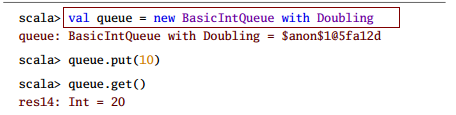 scala> val queue = new BasicIntQueue with Doubling
queue: BasicIntQueue with Doubling = $anon$1@5fa12d
scala> queue.put(10)
scala> queue.get()
res14: Int = 20